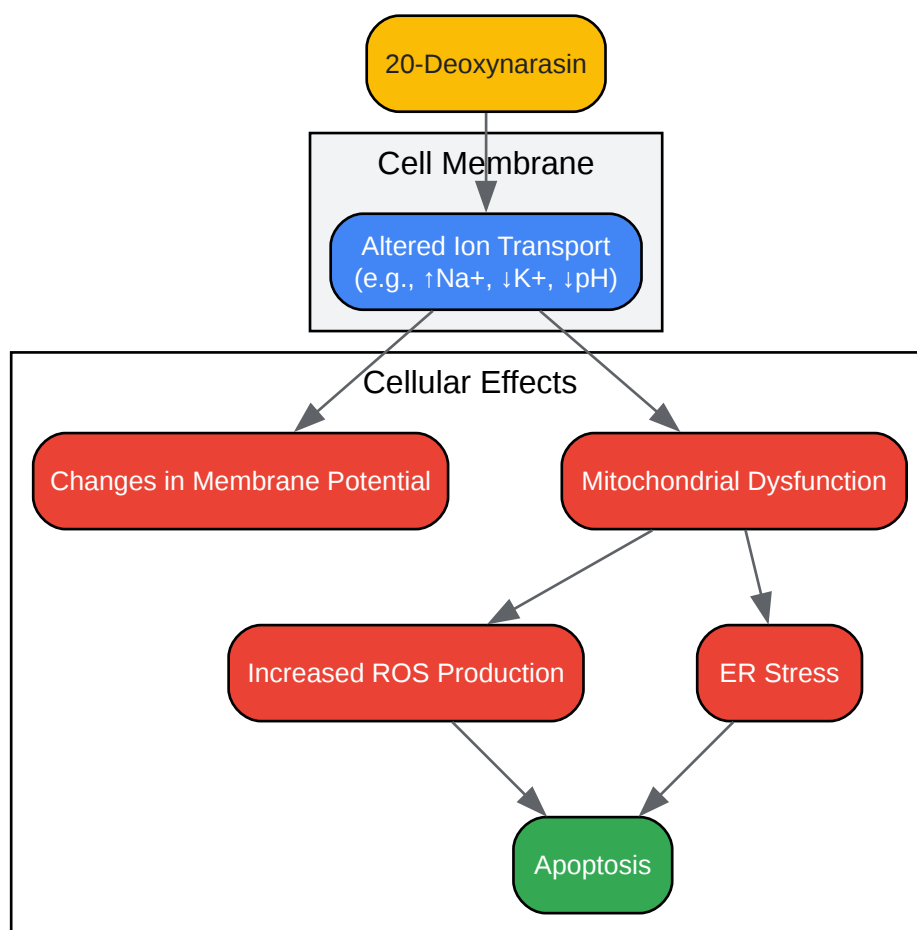 20-Deoxynarasin
Cell Membrane
Altered Ion Transport
(e.g., ↑Na+, ↓K+, ↓pH)
Cellular Effects
Changes in Membrane Potential
Mitochondrial Dysfunction
Increased ROS Production
ER Stress
Apoptosis